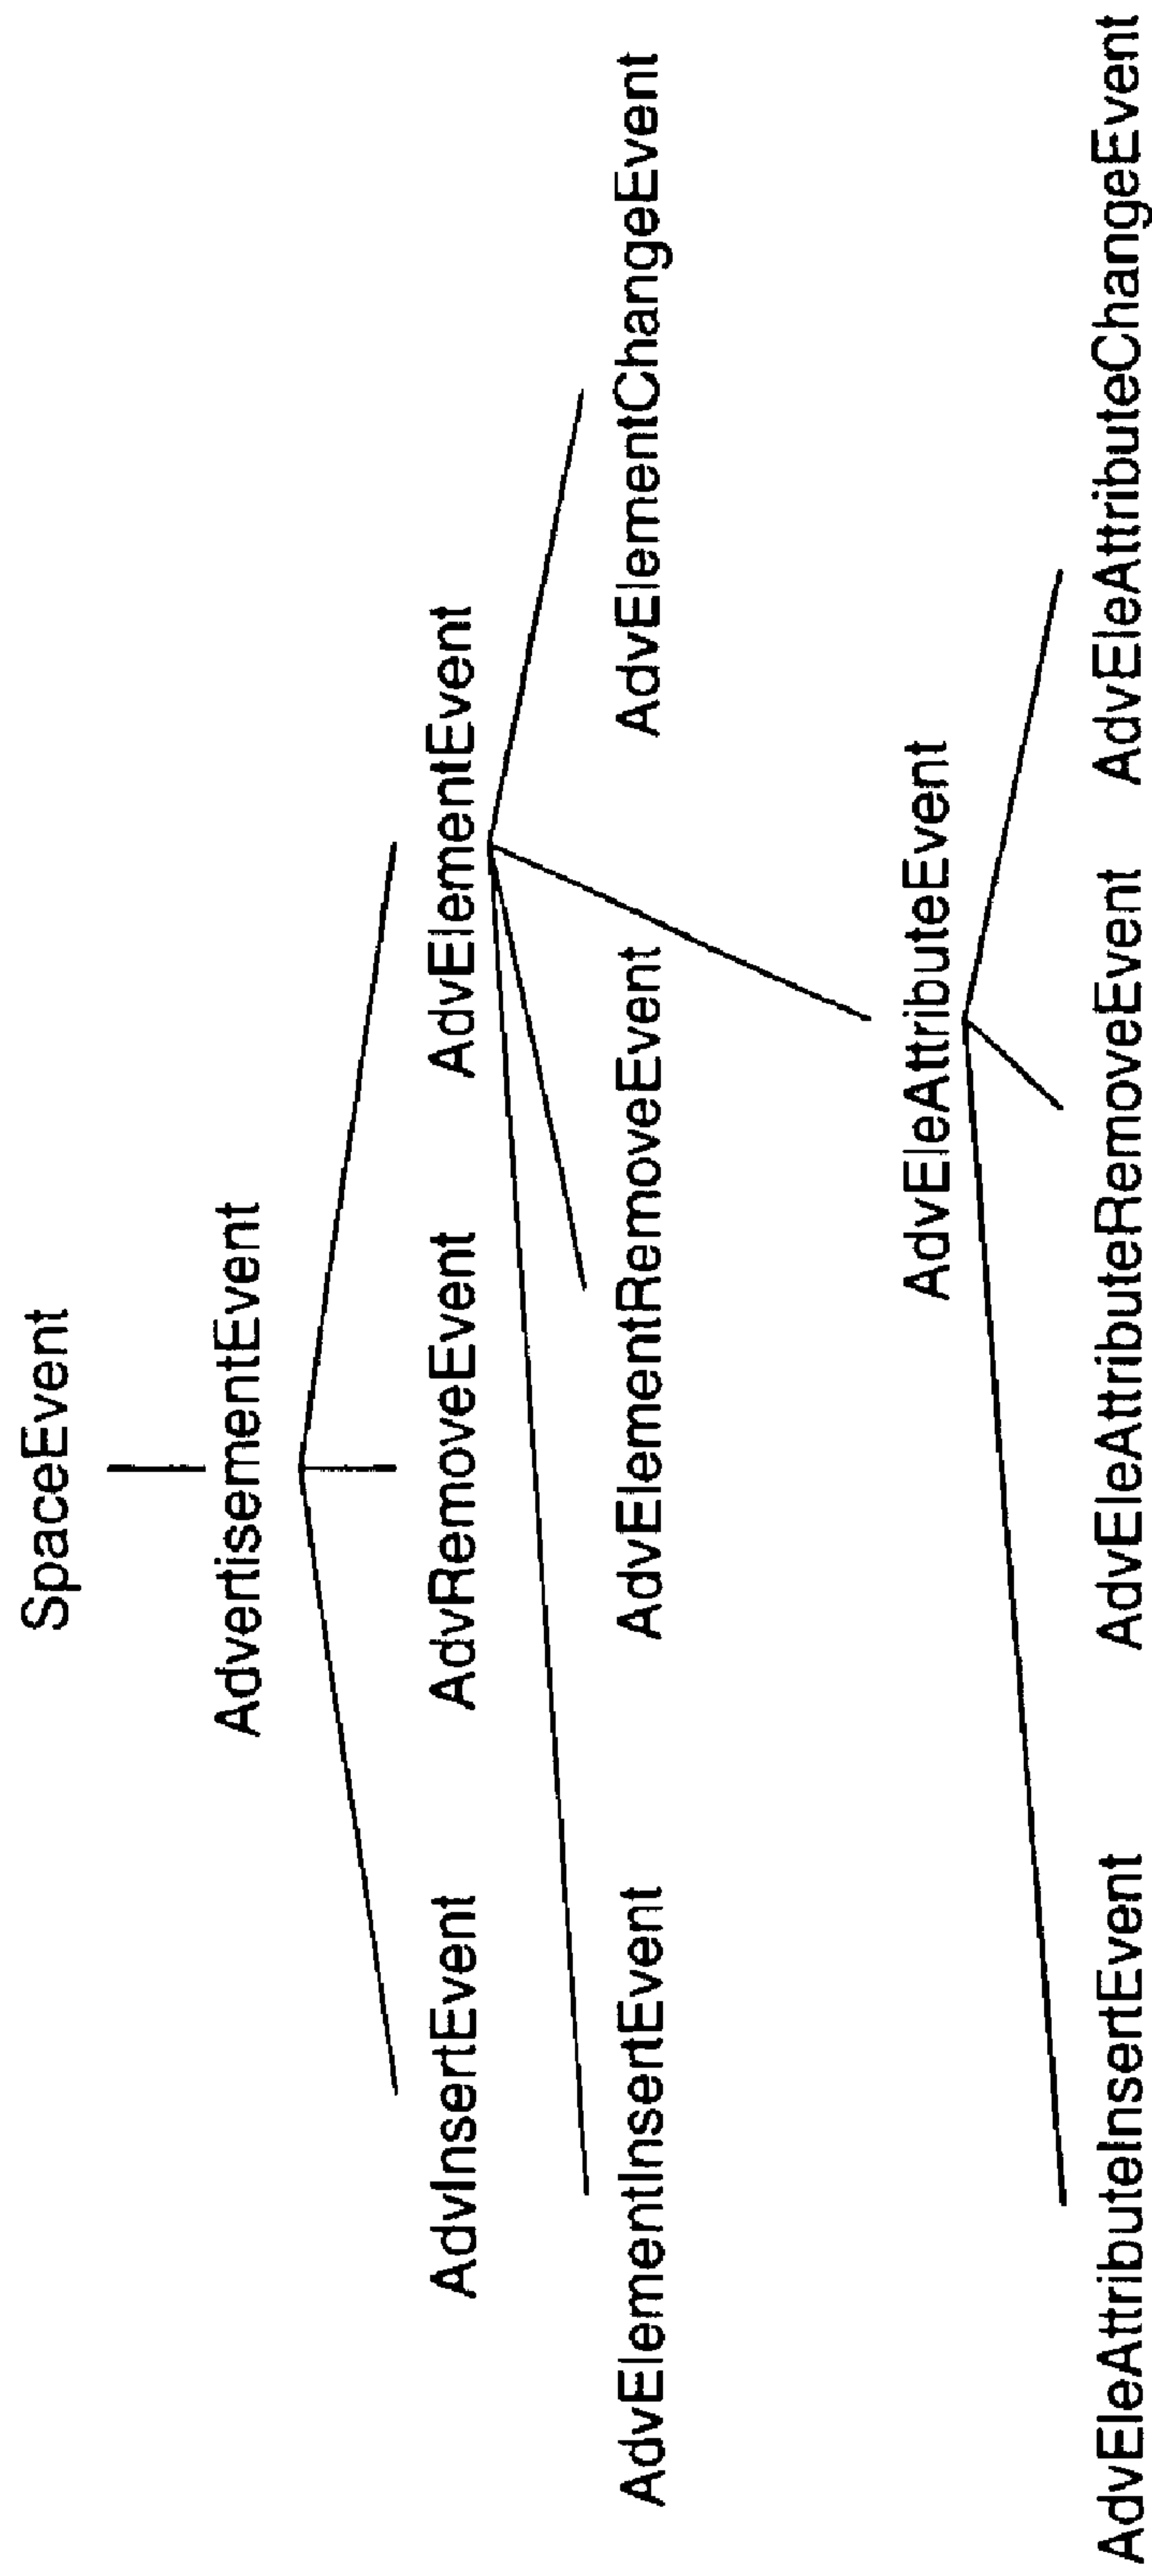 SpaceEvent
AdvertisementEvent
AdvInsertEvent AdvRemoveEvent AdvElementEvent
AdvElementInsertEvent AdvElementRemoveEvent AdvElementChangeEvent
AdvEleAttributeEvent
AdvEleAttributeInsertEvent AdvEleAttributeRemoveEvent AdvEleAttributeChangeEvent